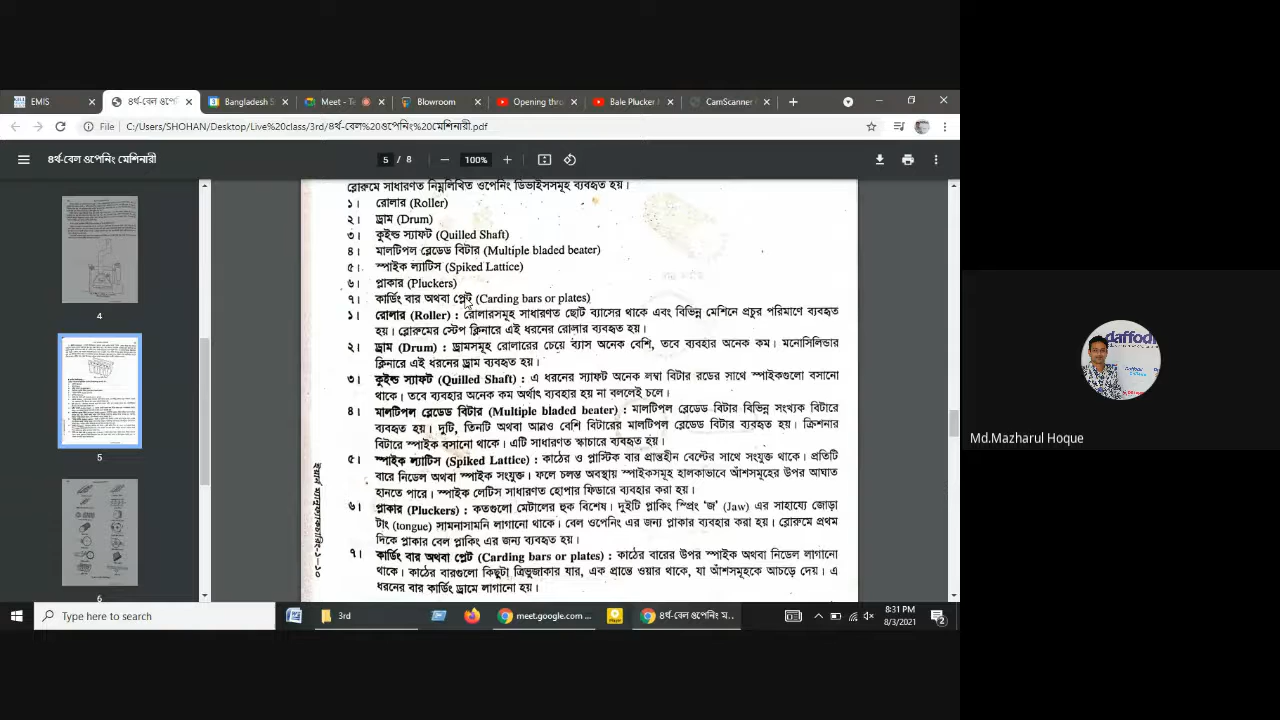 EMIS
৪র্থ-বেল ওপেনি
Bangladesh S
Meet - Te
Blowroom
Opening thro
Bale Plucker M
CamScanner
File C:/Users/SHOHAN/Desktop/Live%20class/3rd/৪র্থ-বেল%20ওপেনিং%20মেশিনারী.pdf
৪র্থ-বেল ওপেনিং মেশিনারী
5 / 8
100%
ব্লোরুমে সাধারণত নিম্নলিখিত ওপেনিং ডিভাইসসমূহ ব্যবহৃত হয়।
১। রোলার (Roller)
২। ড্রাম (Drum)
৩। কুইল্ড স্যাফট (Quilled Shaft)
৪। মালটিপল ব্লেডেড বিটার (Multiple bladed beater)
৫। স্পাইক ল্যাটিস (Spiked Lattice)
৬। প্লাকার (Pluckers)
৭। কার্ডিং বার অথবা প্লেট (Carding bars or plates)
১। রোলার (Roller) : রোলারসমূহ সাধারণত ছোট ব্যাসের থাকে এবং বিভিন্ন মেশিনে প্রচুর পরিমাণে ব্যবহৃত
হয়। ব্লোরুমের স্টেপ ক্লিনারে এই ধরনের রোলার ব্যবহৃত হয়।
২। ড্রাম (Drum) : ড্রামসমূহ রোলারের চেয়ে ব্যাস অনেক বেশি, তবে ব্যবহার অনেক কম। মনোসিলিন্ডার
ক্লিনারে এই ধরনের ড্রাম ব্যবহৃত হয়।
৩। কুইল্ড স্যাফট (Quilled Shaft) : এ ধরনের স্যাফট অনেক লম্বা বিটার রডের সাথে স্পাইকগুলো বসানো
থাকে। তবে ব্যবহার অনেক কম অর্থাৎ ব্যবহার হয় না বললেই চলে।
৪। মালটিপল ব্লেডেড বিটার (Multiple bladed beater) : মালটিপল ব্লেডেড বিটার বিভিন্ন সংখ্যক বিটারে
ব্যবহৃত হয়। দুটি, তিনটি অথবা আরও বেশি বিটারের মালটিপল ব্লেডেড বিটার ব্যবহৃত হয়। ক্রিশনার
বিটারে স্পাইক বসানো থাকে। এটি সাধারণত স্কাচারে ব্যবহৃত হয়।
৫। স্পাইক ল্যাটিস (Spiked Lattice) : কাঠের ও প্লাস্টিক বার প্রান্তহীন বেল্টের সাথে সংযুক্ত থাকে। প্রতিটি
বারে নিডেল অথবা স্পাইক সংযুক্ত। ফলে চলন্ত অবস্থায় স্পাইকসমূহ হালকাভাবে আঁশসমূহের উপর আঘাত
হানতে পারে। স্পাইক লেটিস সাধারণত হোপার ফিডারে ব্যবহার করা হয়।
৬। প্লাকার (Pluckers) : কতগুলো মেটালের হুক বিশেষ। দুইটি প্লাকিং স্প্রিং 'জ' (Jaw) এর সাহায্যে জোড়া
টাং (tongue) সামনাসামনি লাগানো থাকে। বেল ওপেনিং এর জন্য প্লাকার ব্যবহার করা হয়। ব্লোরুমে প্রথম
দিকে প্লাকার বেল প্লাকিং এর জন্য ব্যবহৃত হয়।
৭। কার্ডিং বার অথবা প্লেট (Carding bars or plates) : কাঠের বারের উপর স্পাইক অথবা নিডেল লাগানো
থাকে। কাঠের বারগুলো কিছুটা ত্রিভুজাকার যার, এক প্রান্তে ওয়ার থাকে, যা আঁশসমূহকে আচড়ে দেয়। এ
ধরনের বার কার্ডিং ড্রামে লাগানো হয়।
ইয়ার্ন ম্যানুফ্যাকচারিং-১-১০
4
5
6
daffod
Md.Mazharul Hoque
Type here to search
3rd
meet.google.com ...
৪র্থ-বেল ওপেনিং ম...
8:31 PM
8/3/2021
2